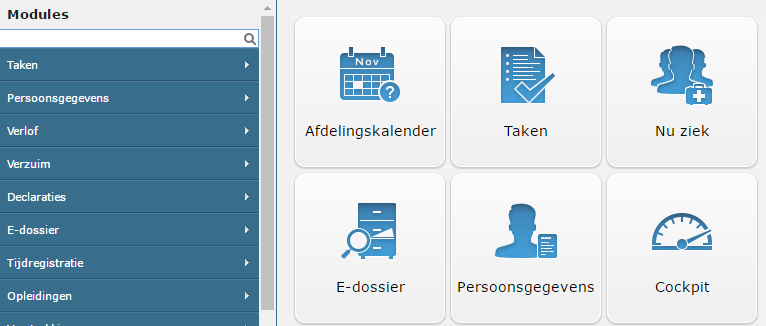 Modules
Taken
Persoonsgegevens
Verlof
Verzuim
Declaraties
E-dossier
Tijdregistratie
Opleidingen
Nov
?
Afdelingskalender
Taken
Nu ziek
E-dossier
Persoonsgegevens
Cockpit